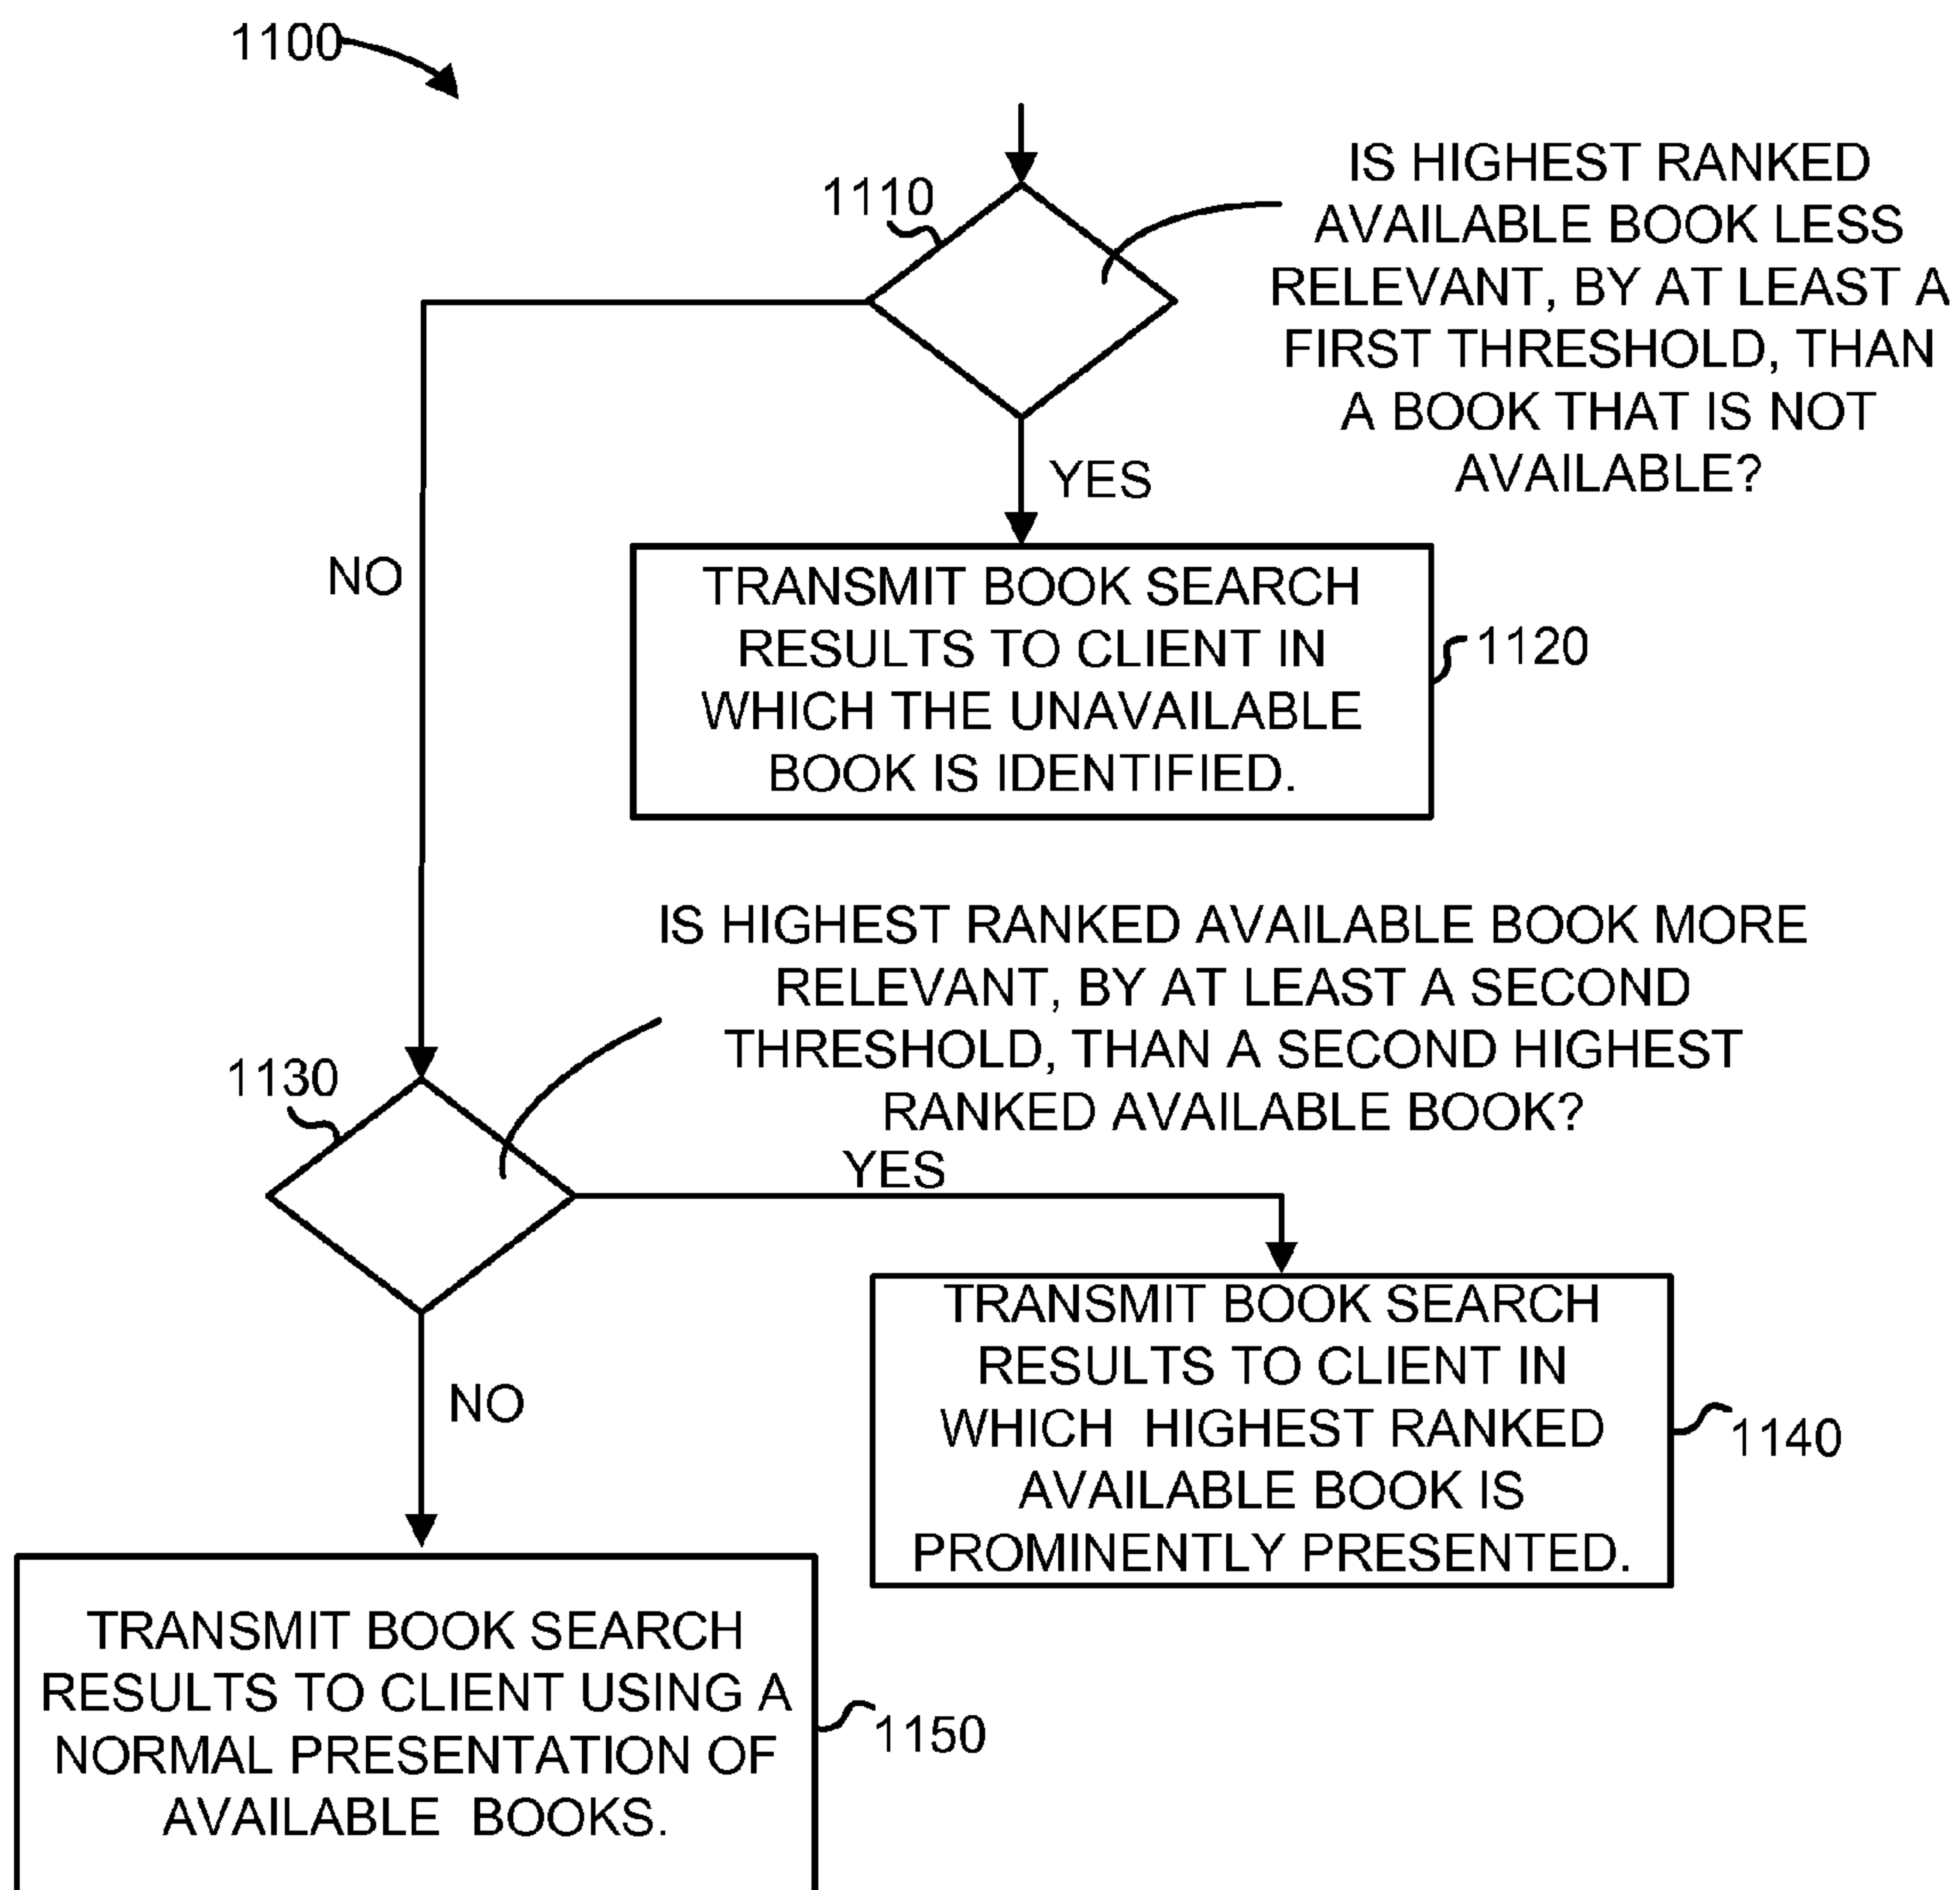 1100
1110
IS HIGHEST RANKED
AVAILABLE BOOK LESS
RELEVANT, BY AT LEAST A
FIRST THRESHOLD, THAN
A BOOK THAT IS NOT
AVAILABLE?
YES
NO
TRANSMIT BOOK SEARCH
RESULTS TO CLIENT IN
WHICH THE UNAVAILABLE
BOOK IS IDENTIFIED.
1120
IS HIGHEST RANKED AVAILABLE BOOK MORE
RELEVANT, BY AT LEAST A SECOND
THRESHOLD, THAN A SECOND HIGHEST
RANKED AVAILABLE BOOK?
1130
YES
NO
TRANSMIT BOOK SEARCH
RESULTS TO CLIENT IN
WHICH HIGHEST RANKED
AVAILABLE BOOK IS
PROMINENTLY PRESENTED.
1140
TRANSMIT BOOK SEARCH
RESULTS TO CLIENT USING A
NORMAL PRESENTATION OF
AVAILABLE BOOKS.
1150